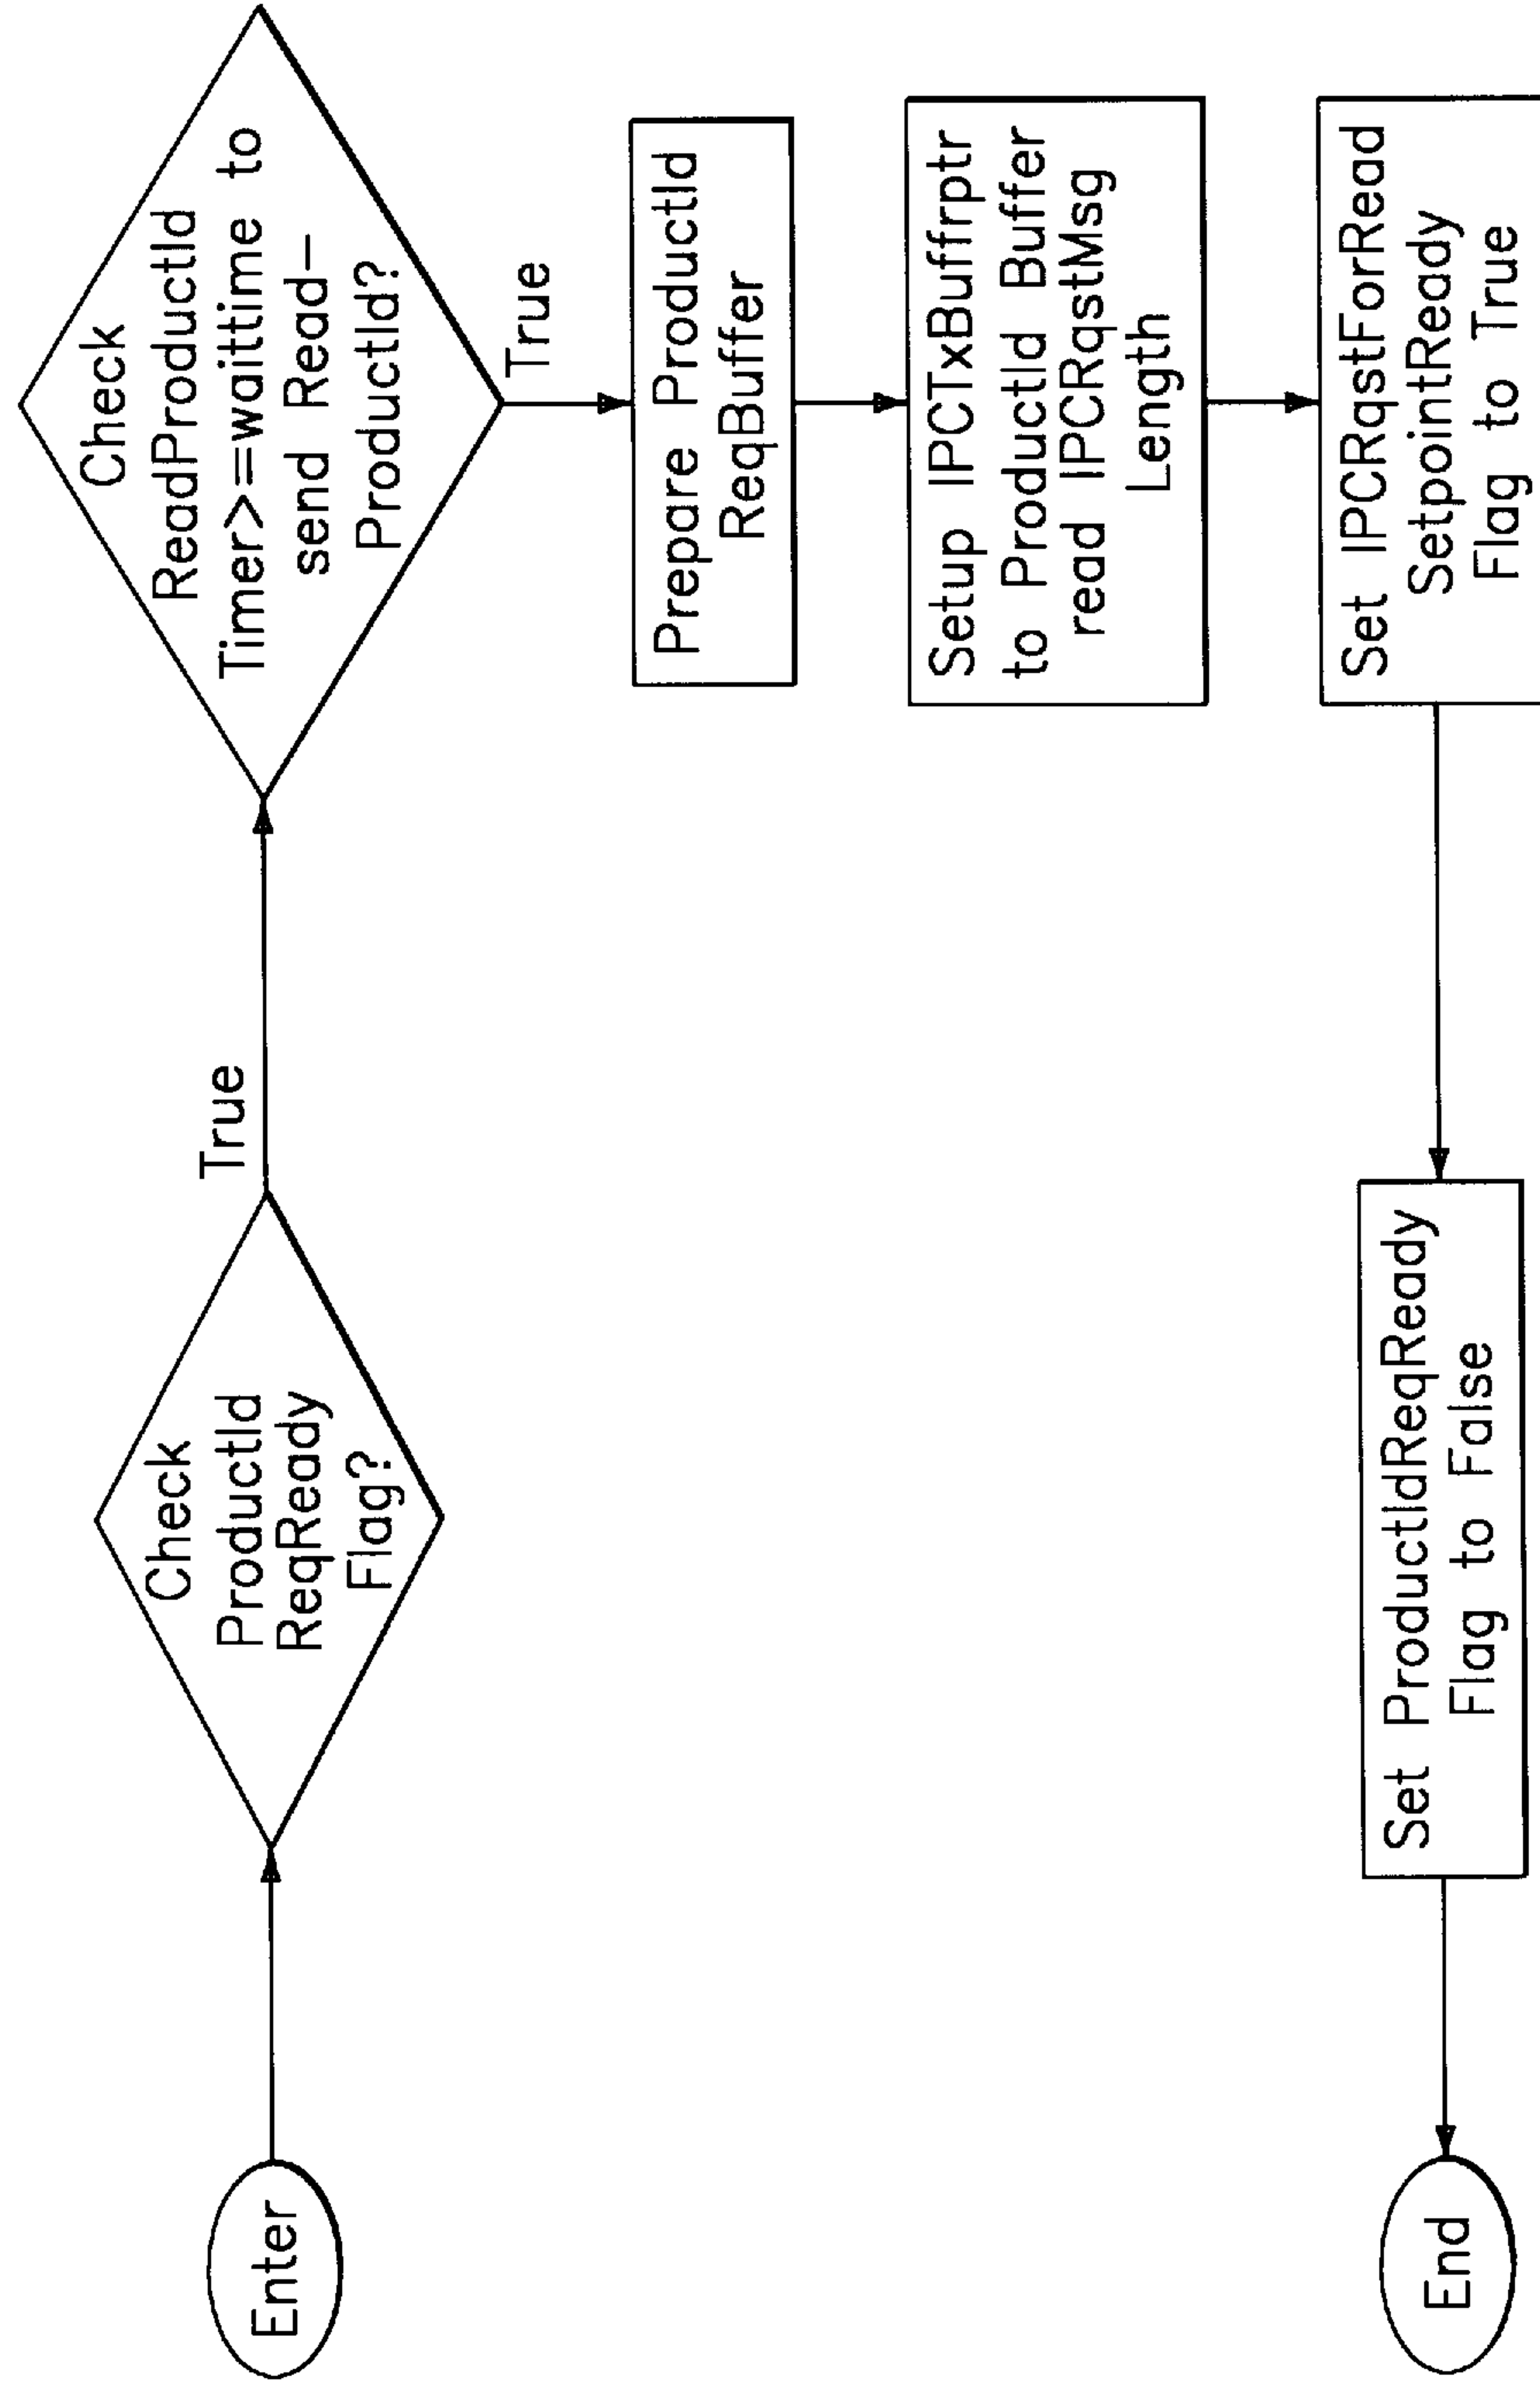 Enter
Check
ProductId
ReqReady
Flag?
True
Check
ReadProductId
Timer>=waittime to
send Read-
ProductId?
True
Prepare ProductId
ReqBuffer
Setup IPCTxBuffrptr
to ProductId Buffer
read IPCRqstMsg
Length
Set IPCRqstForRead
SetpointReady
Flag to True
Set ProductIdReqReady
Flag to False
End